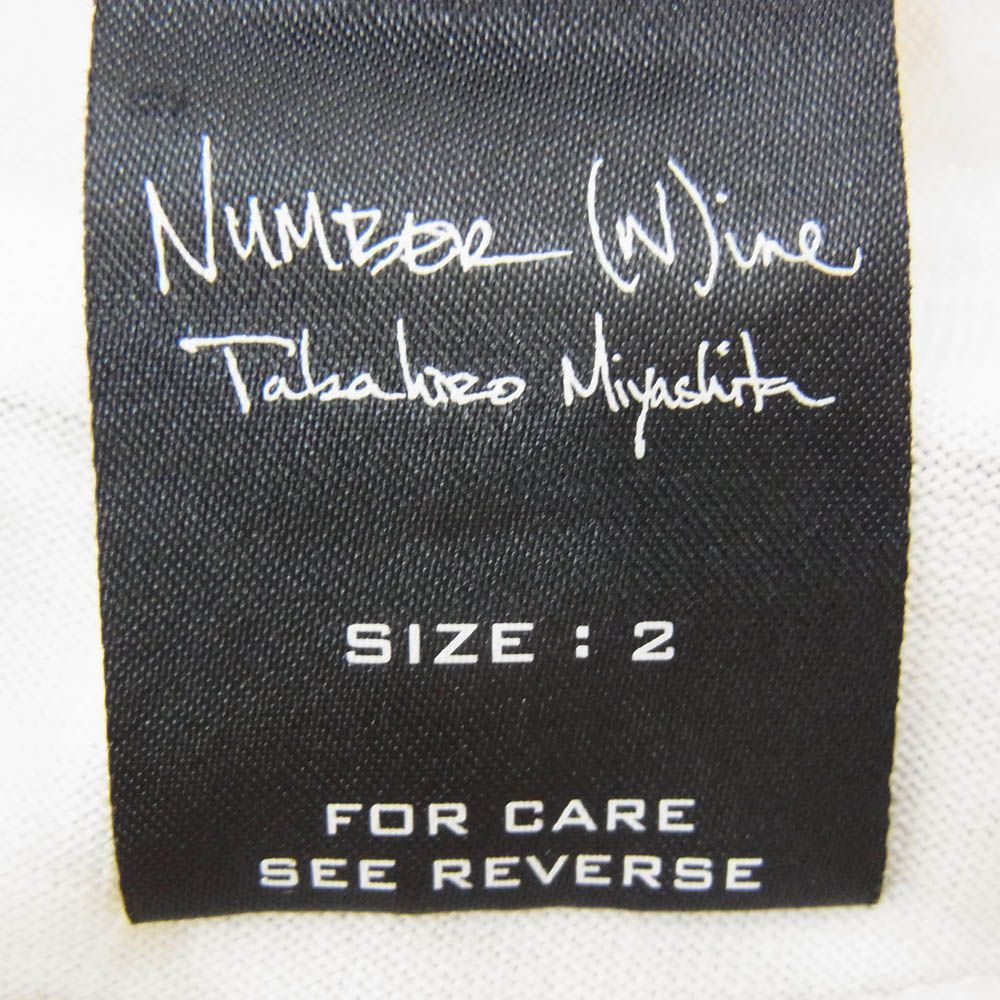 NUMBER (N)ine
Takahiro Miyashita
SIZE : 2
FOR CARE
SEE REVERSE